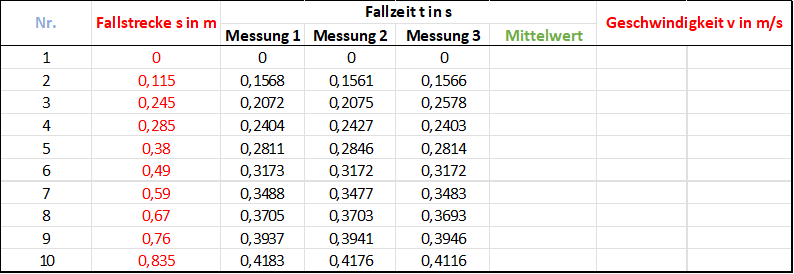 Nr. Fallstrecke s in m Fallzeit t in s Geschwindigkeit v in m/s
Messung 1 Messung 2 Messung 3 Mittelwert
1 0 0 0 0
2 0,115 0,1568 0,1561 0,1566
3 0,245 0,2072 0,2075 0,2578
4 0,285 0,2404 0,2427 0,2403
5 0,38 0,2811 0,2846 0,2814
6 0,49 0,3173 0,3172 0,3172
7 0,59 0,3488 0,3477 0,3483
8 0,67 0,3705 0,3703 0,3693
9 0,76 0,3937 0,3941 0,3946
10 0,835 0,4183 0,4176 0,4116